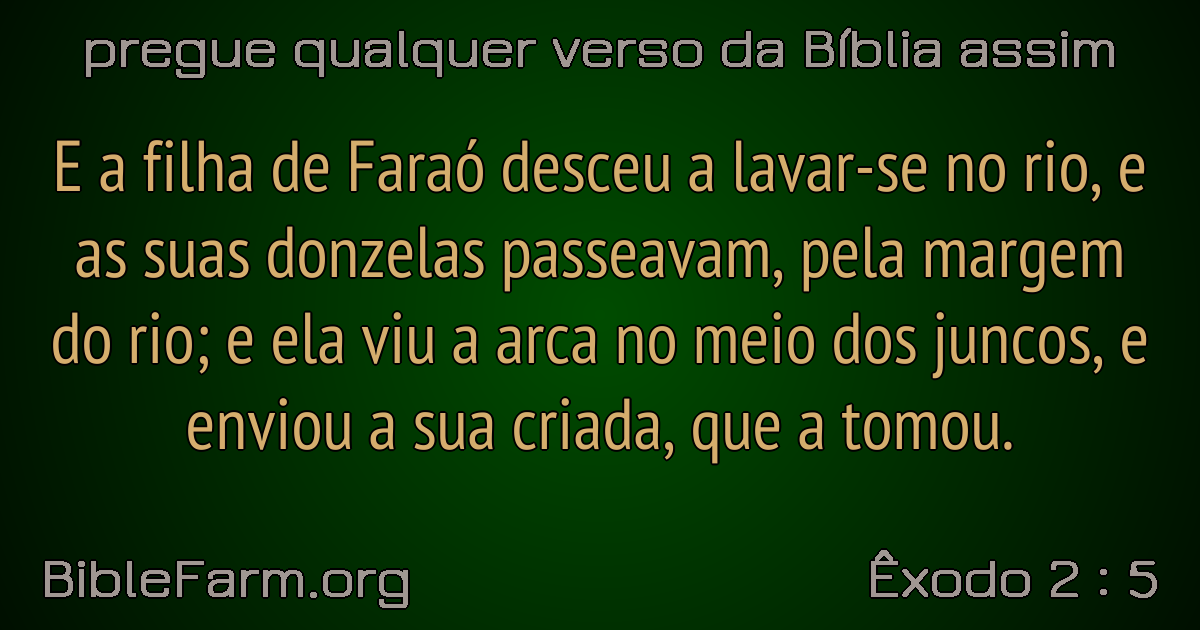 pregue qualquer verso da Bíblia assim
E a filha de Faraó desceu a lavar-se no rio, e
as suas donzelas passeavam, pela margem
do rio; e ela viu a arca no meio dos juncos, e
enviou a sua criada, que a tomou.
BibleFarm.org
Êxodo 2 : 5